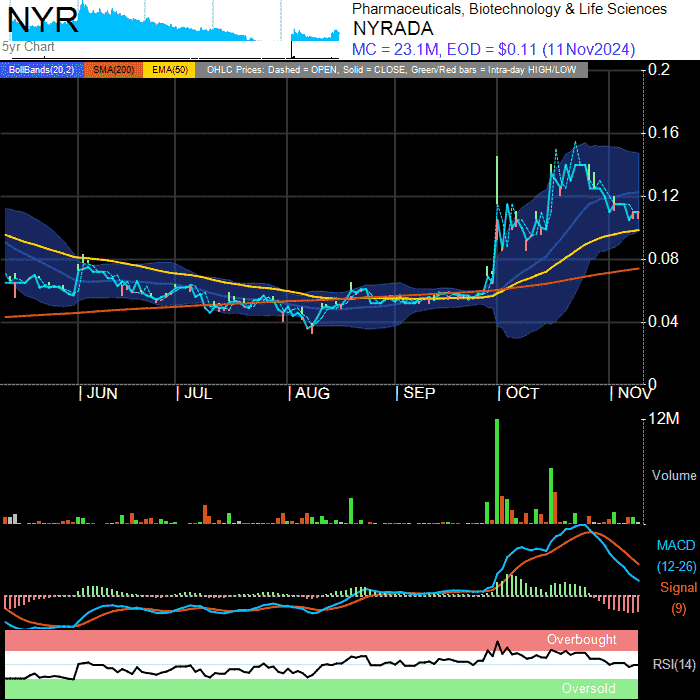 NYR
5yr Chart
Pharmaceuticals, Biotechnology & Life Sciences
NYRADA
MC = 23.1M, EOD = $0.11 (11Nov2024)
BollBands(20,2) SMA(200) EMA(50) OHLC Prices: Dashed = OPEN, Solid = CLOSE, Green/Red bars = Intra-day HIGH/LOW
0.2
0.16
0.12
0.08
0.04
0
| JUN | JUL | AUG | SEP | OCT | NOV
12M
Volume
MACD
(12-26)
Signal
(9)
Overbought
RSI(14)
Oversold